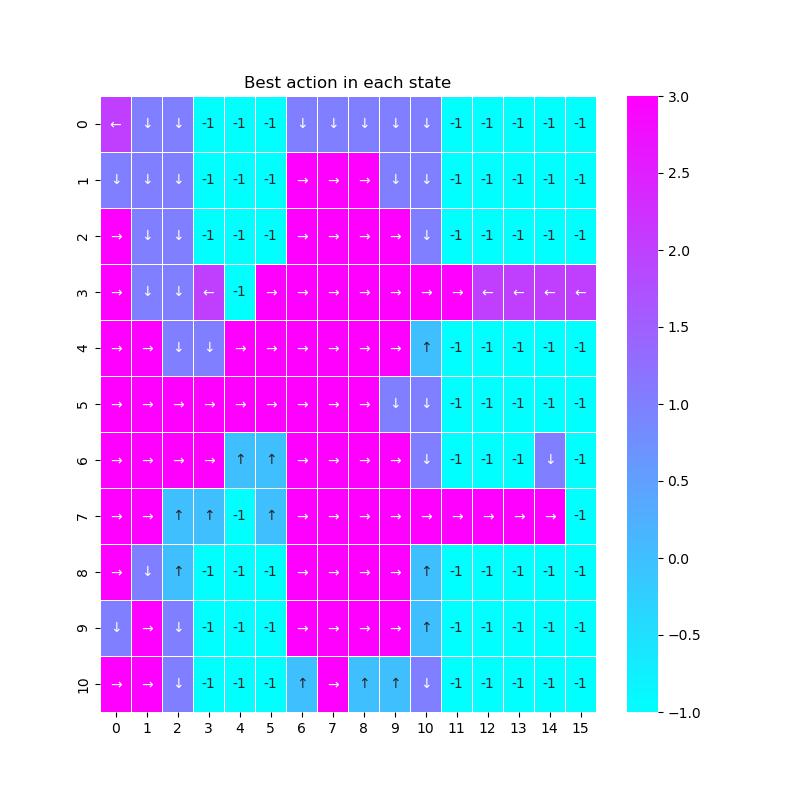 Best action in each state
0 ← ↓ ↓ -1 -1 -1 ↓ ↓ ↓ ↓ ↓ -1 -1 -1 -1 -1
1 ↓ ↓ ↓ -1 -1 -1 → → → ↓ ↓ -1 -1 -1 -1 -1
2 → ↓ ↓ -1 -1 -1 → → → → ↓ -1 -1 -1 -1 -1
3 → ↓ ↓ ← -1 → → → → → → → ← ← ← ←
4 → → ↓ ↓ → → → → → → ↑ -1 -1 -1 -1 -1
5 → → → → → → → → → ↓ ↓ -1 -1 -1 -1 -1
6 → → → → ↑ ↑ → → → → ↓ -1 -1 -1 ↓ -1
7 → → ↑ ↑ -1 ↑ → → → → → → → → → -1
8 → ↓ ↑ -1 -1 -1 → → → → ↑ -1 -1 -1 -1 -1
9 ↓ → ↓ -1 -1 -1 → → → → ↑ -1 -1 -1 -1 -1
10 → → ↓ -1 -1 -1 ↑ → ↑ ↑ ↓ -1 -1 -1 -1 -1
0 1 2 3 4 5 6 7 8 9 10 11 12 13 14 15
3.0
2.5
2.0
1.5
1.0
0.5
0.0
−0.5
−1.0